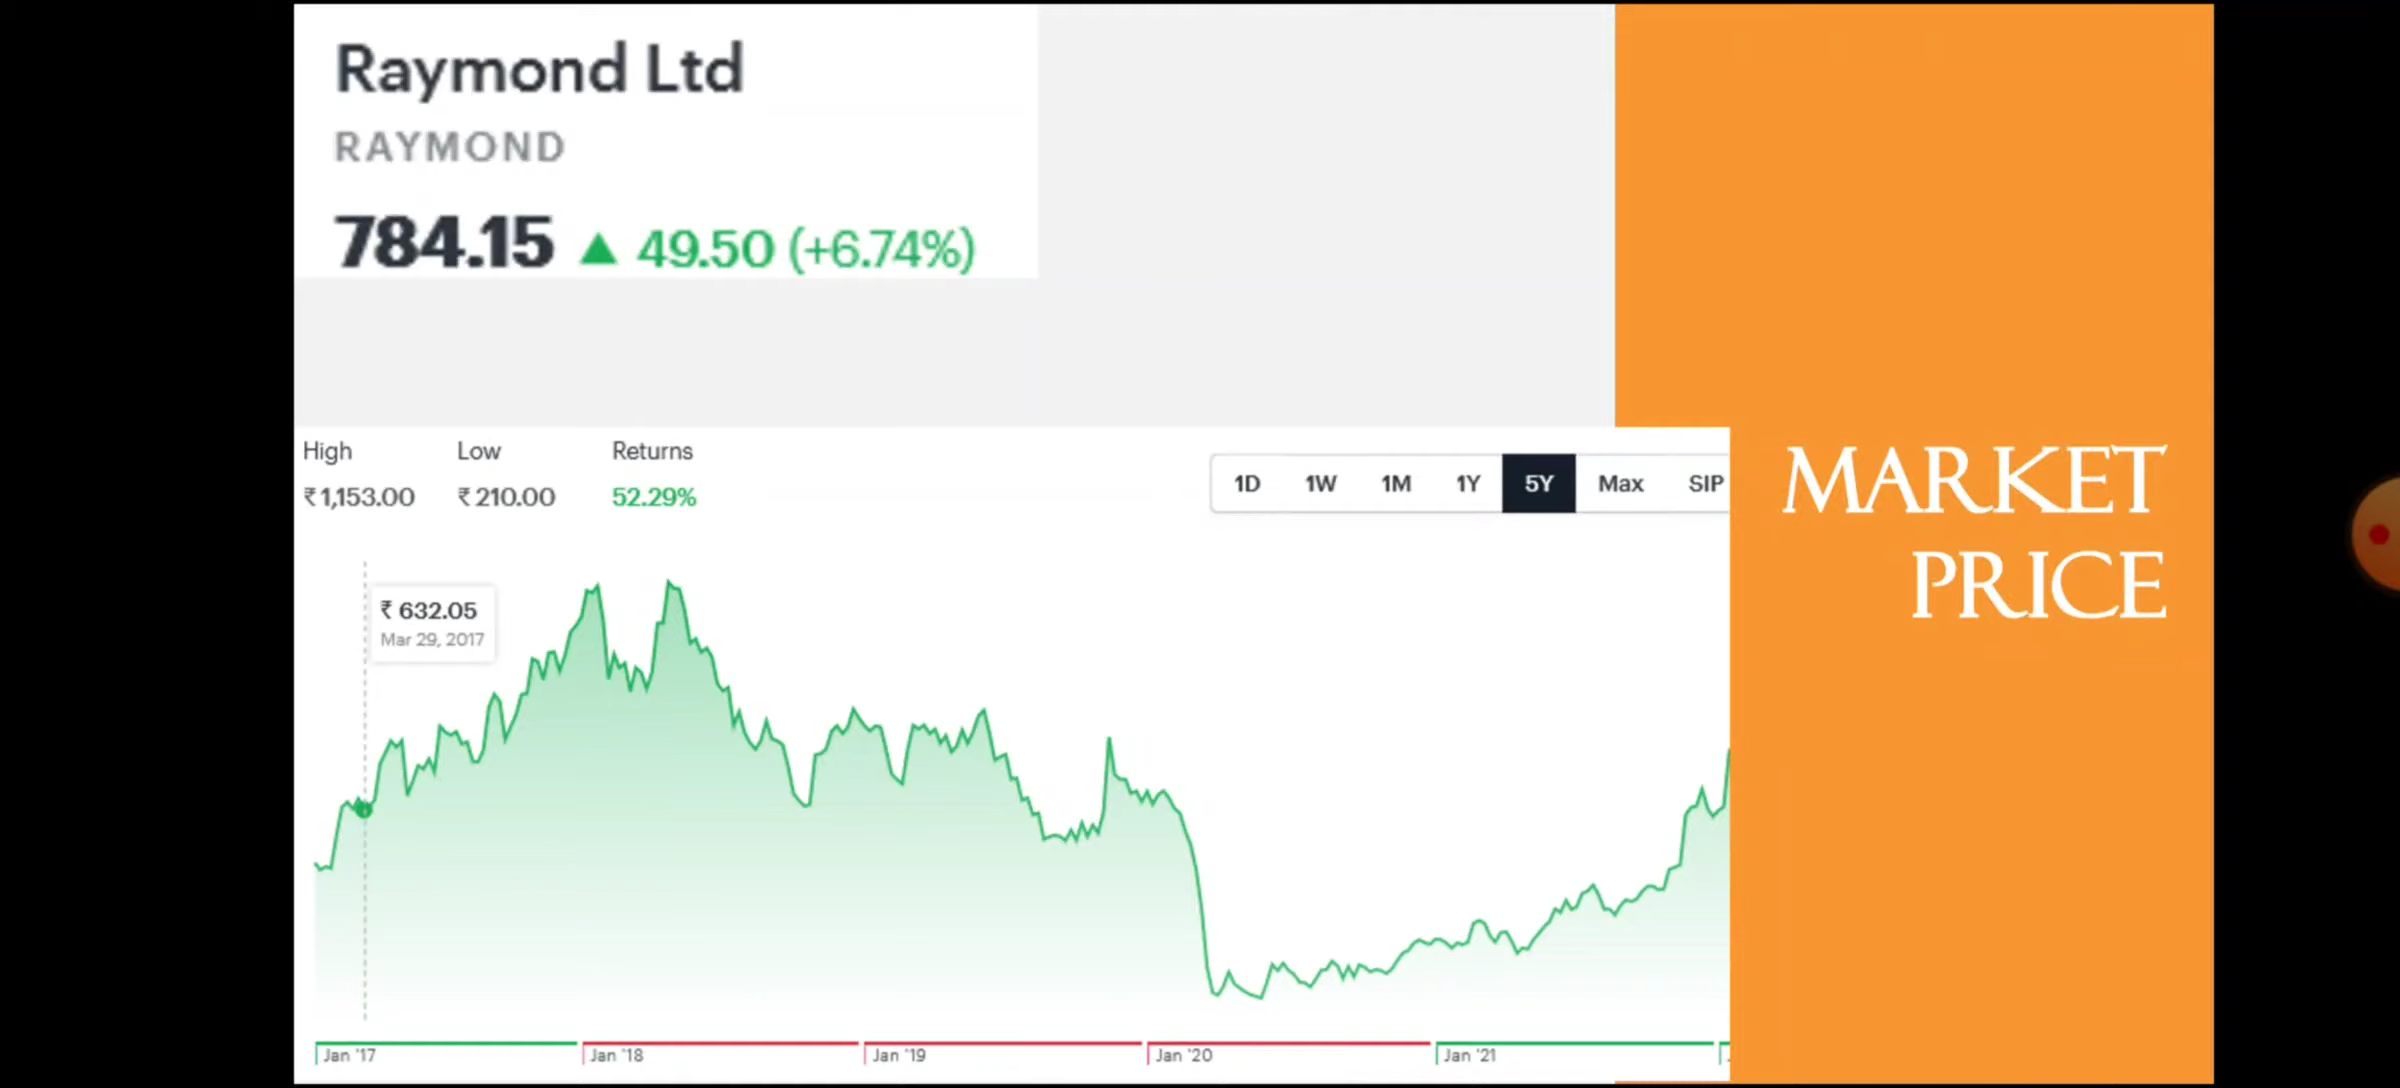 Raymond Ltd
RAYMOND
784.15 ▲ 49.50 (+6.74%)
High Low Returns
₹1,153.00 ₹210.00 52.29%
1D 1W 1M 1Y 5Y Max SIP
₹632.05
Mar 29, 2017
Jan '17 Jan '18 Jan '19 Jan '20 Jan '21
MARKET
PRICE